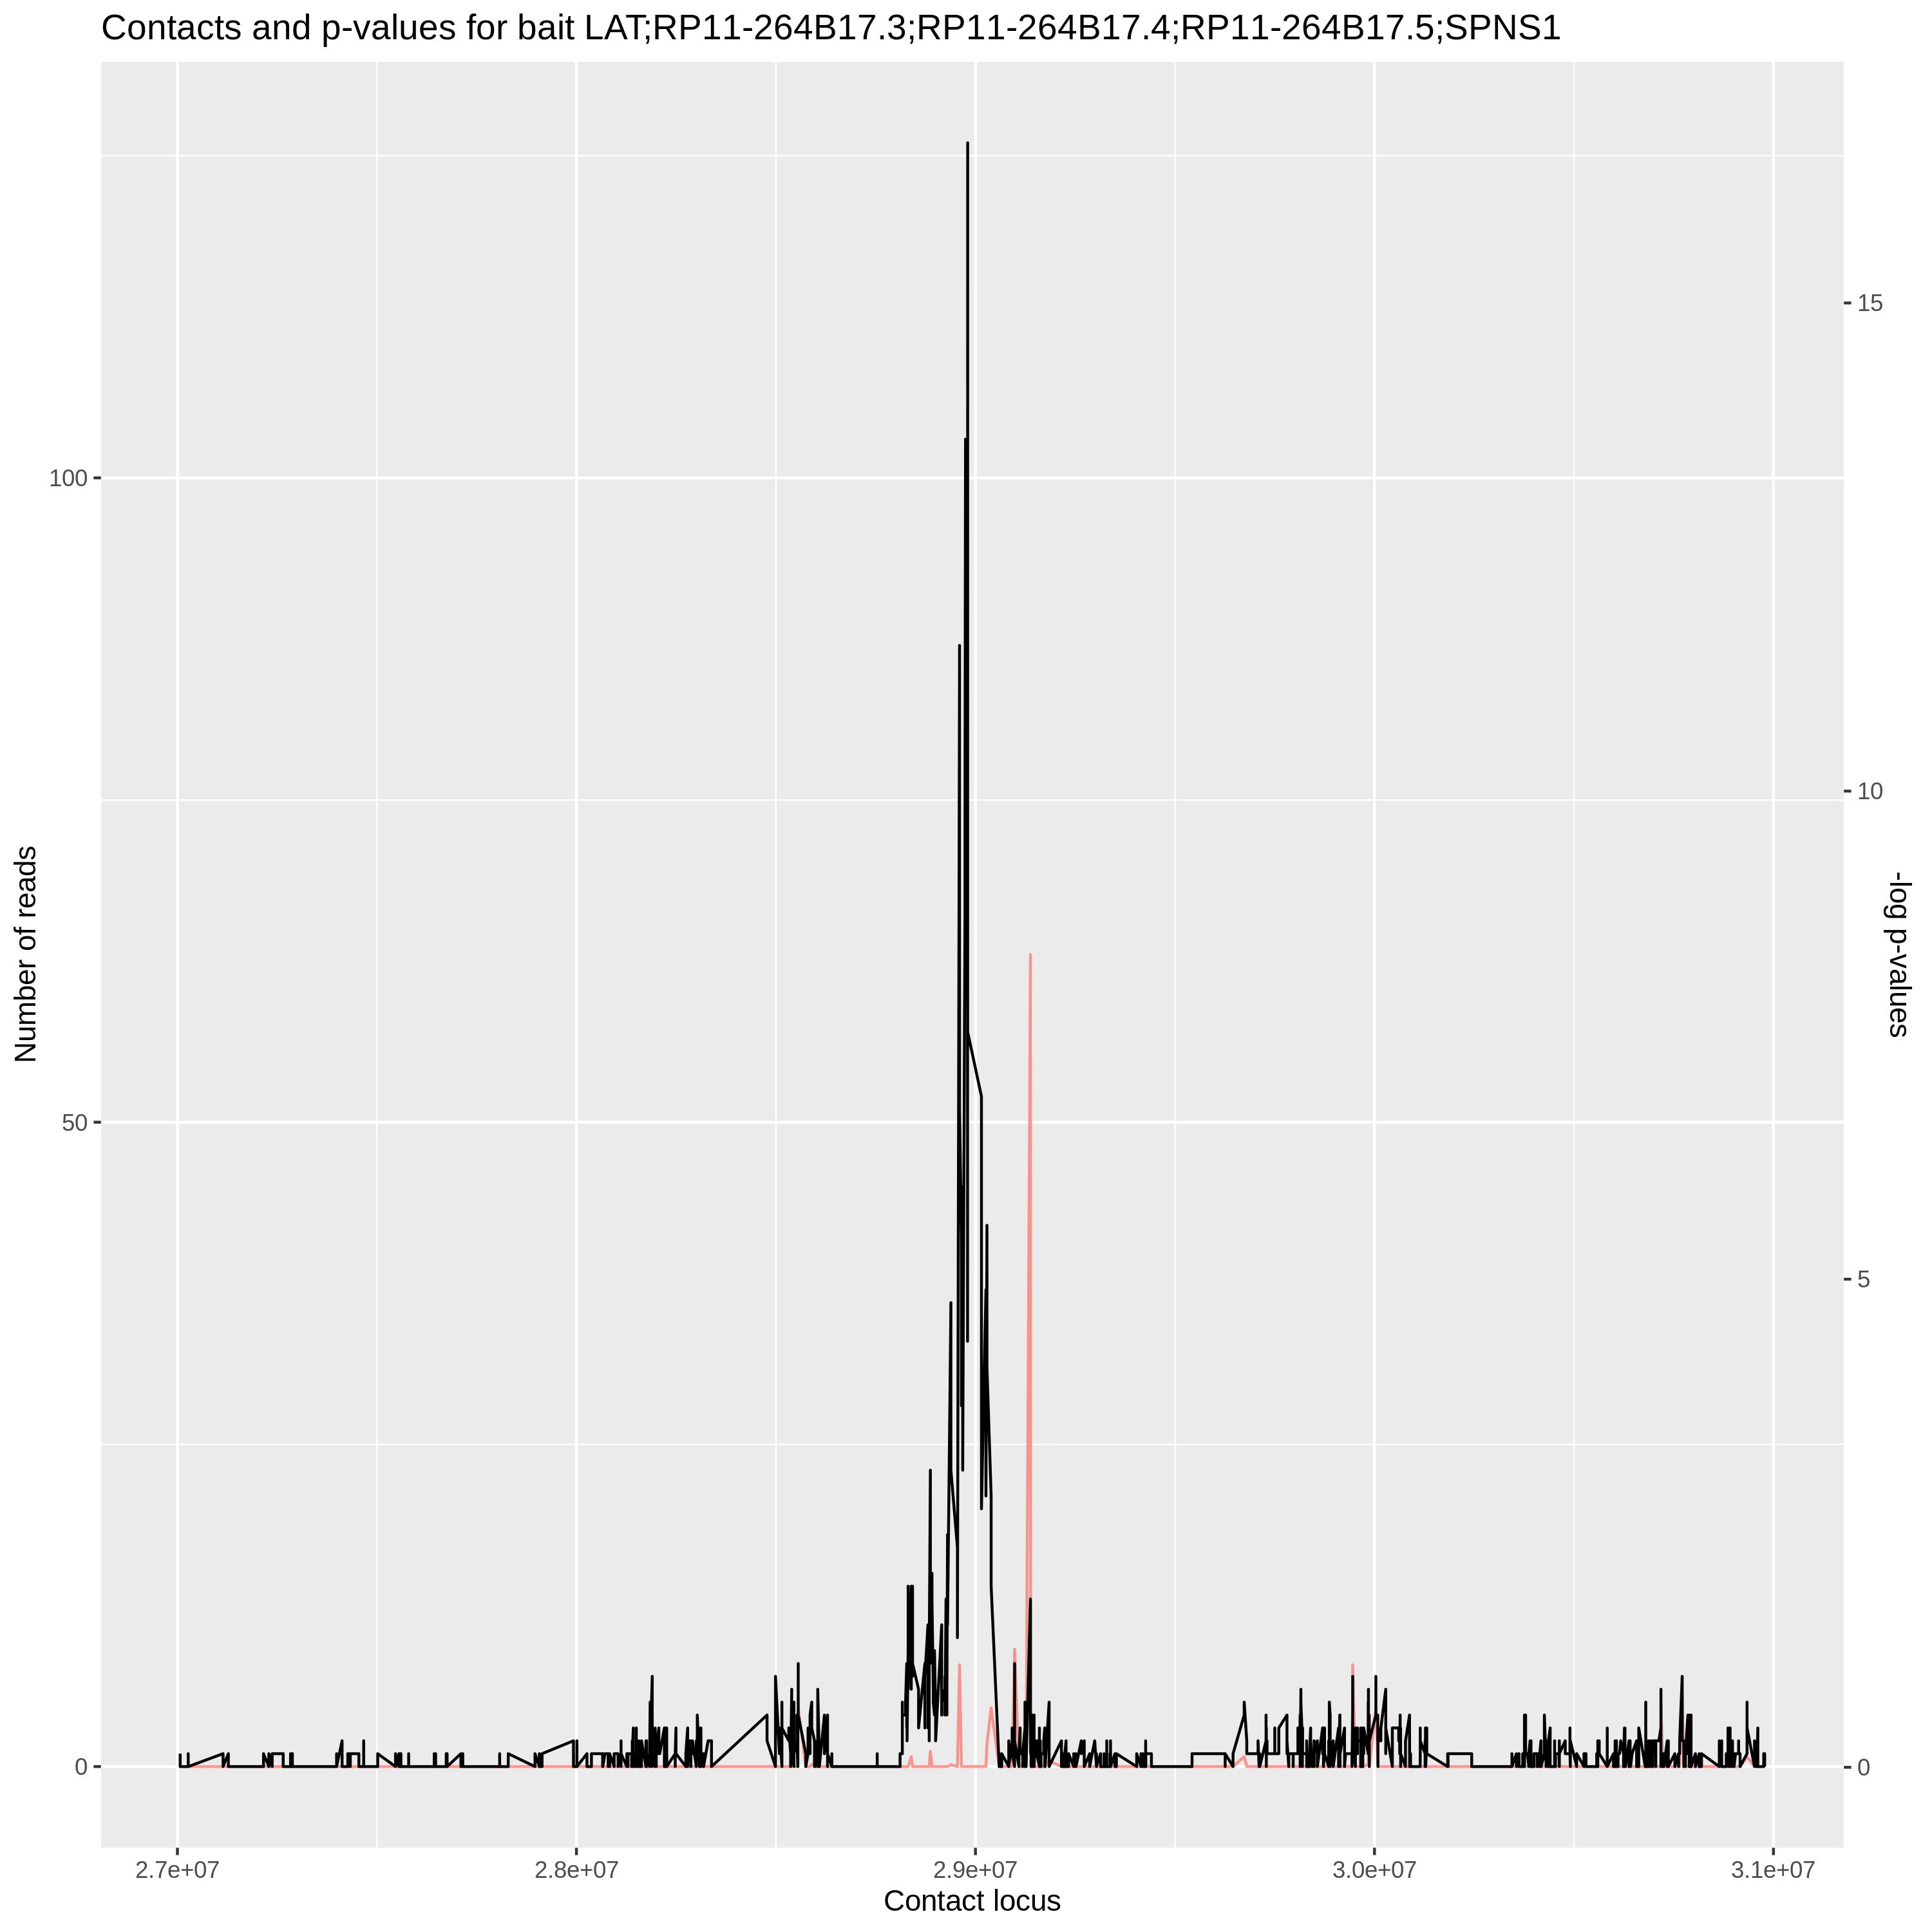 Contacts and p-values for bait LAT;RP11-264B17.3;RP11-264B17.4;RP11-264B17.5;SPNS1
Number of reads
100
50
0
15
10
5
0
-log p-values
2.7e+07 2.8e+07 2.9e+07 3.0e+07 3.1e+07
Contact locus